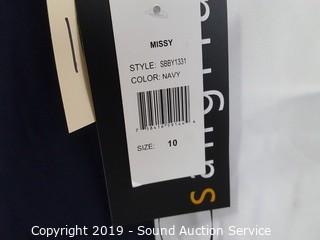 MISSY
STYLE: SBBY1331
COLOR: NAVY
SIZE: 10
Copyright 2019 - Sound Auction Service